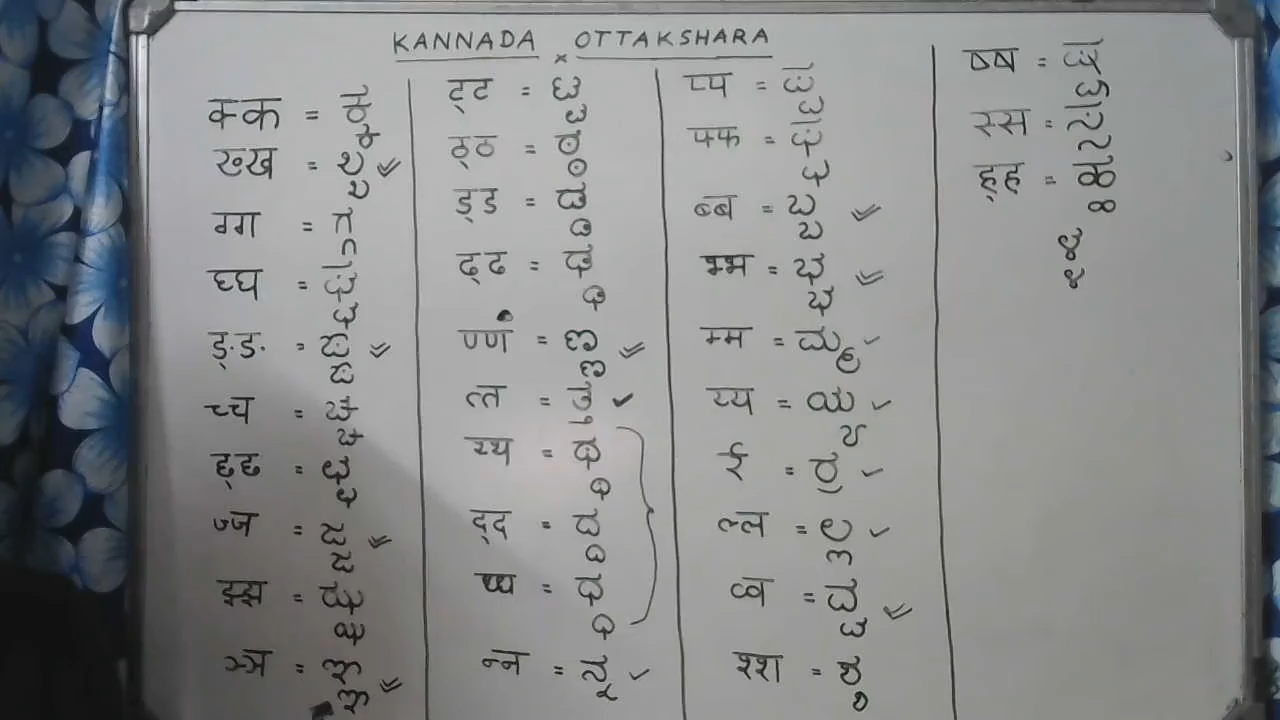 KANNADA OTTAKSHARA
क्क = ಕ್ಕ
ख्ख = ಖ್ಖ
ग्ग = ಗ್ಗ
घ्घ = ಘ್ಘ
ङ्ङ = ಙ್ಙ
च्च = ಚ್ಚ
छ्छ = ಛ್ಛ
ज्ज = ಜ್ಜ
झ्झ = ಝ್ಝ
ञ्ञ = ಞ್ಞ
ट्ट = ಟ್ಟ
ठ्ठ = ಠ್ಠ
ड्ड = ಡ್ಡ
ढ्ढ = ಢ್ಢ
ण्ण = ಣ್ಣ
त्त = ತ್ತ
थ्थ = ಥ್ಥ
द्द = ದ್ದ
ध्ध = ಧ್ಧ
न्न = ನ್ನ
प्प = ಪ್ಪ
फ्फ = ಫ್ಫ
ब्ब = ಬ್ಬ
भ्भ = ಭ್ಭ
म्म = ಮ್ಮ
य्य = ಯ್ಯ
र्र = ರ್ರ
ल्ल = ಲ್ಲ
व्व = ವ್ವ
श्श = ಶ್ಶ
ष्ष = ಷ್ಷ
स्स = ಸ್ಸ
ह्ह = ಹ್ಹ